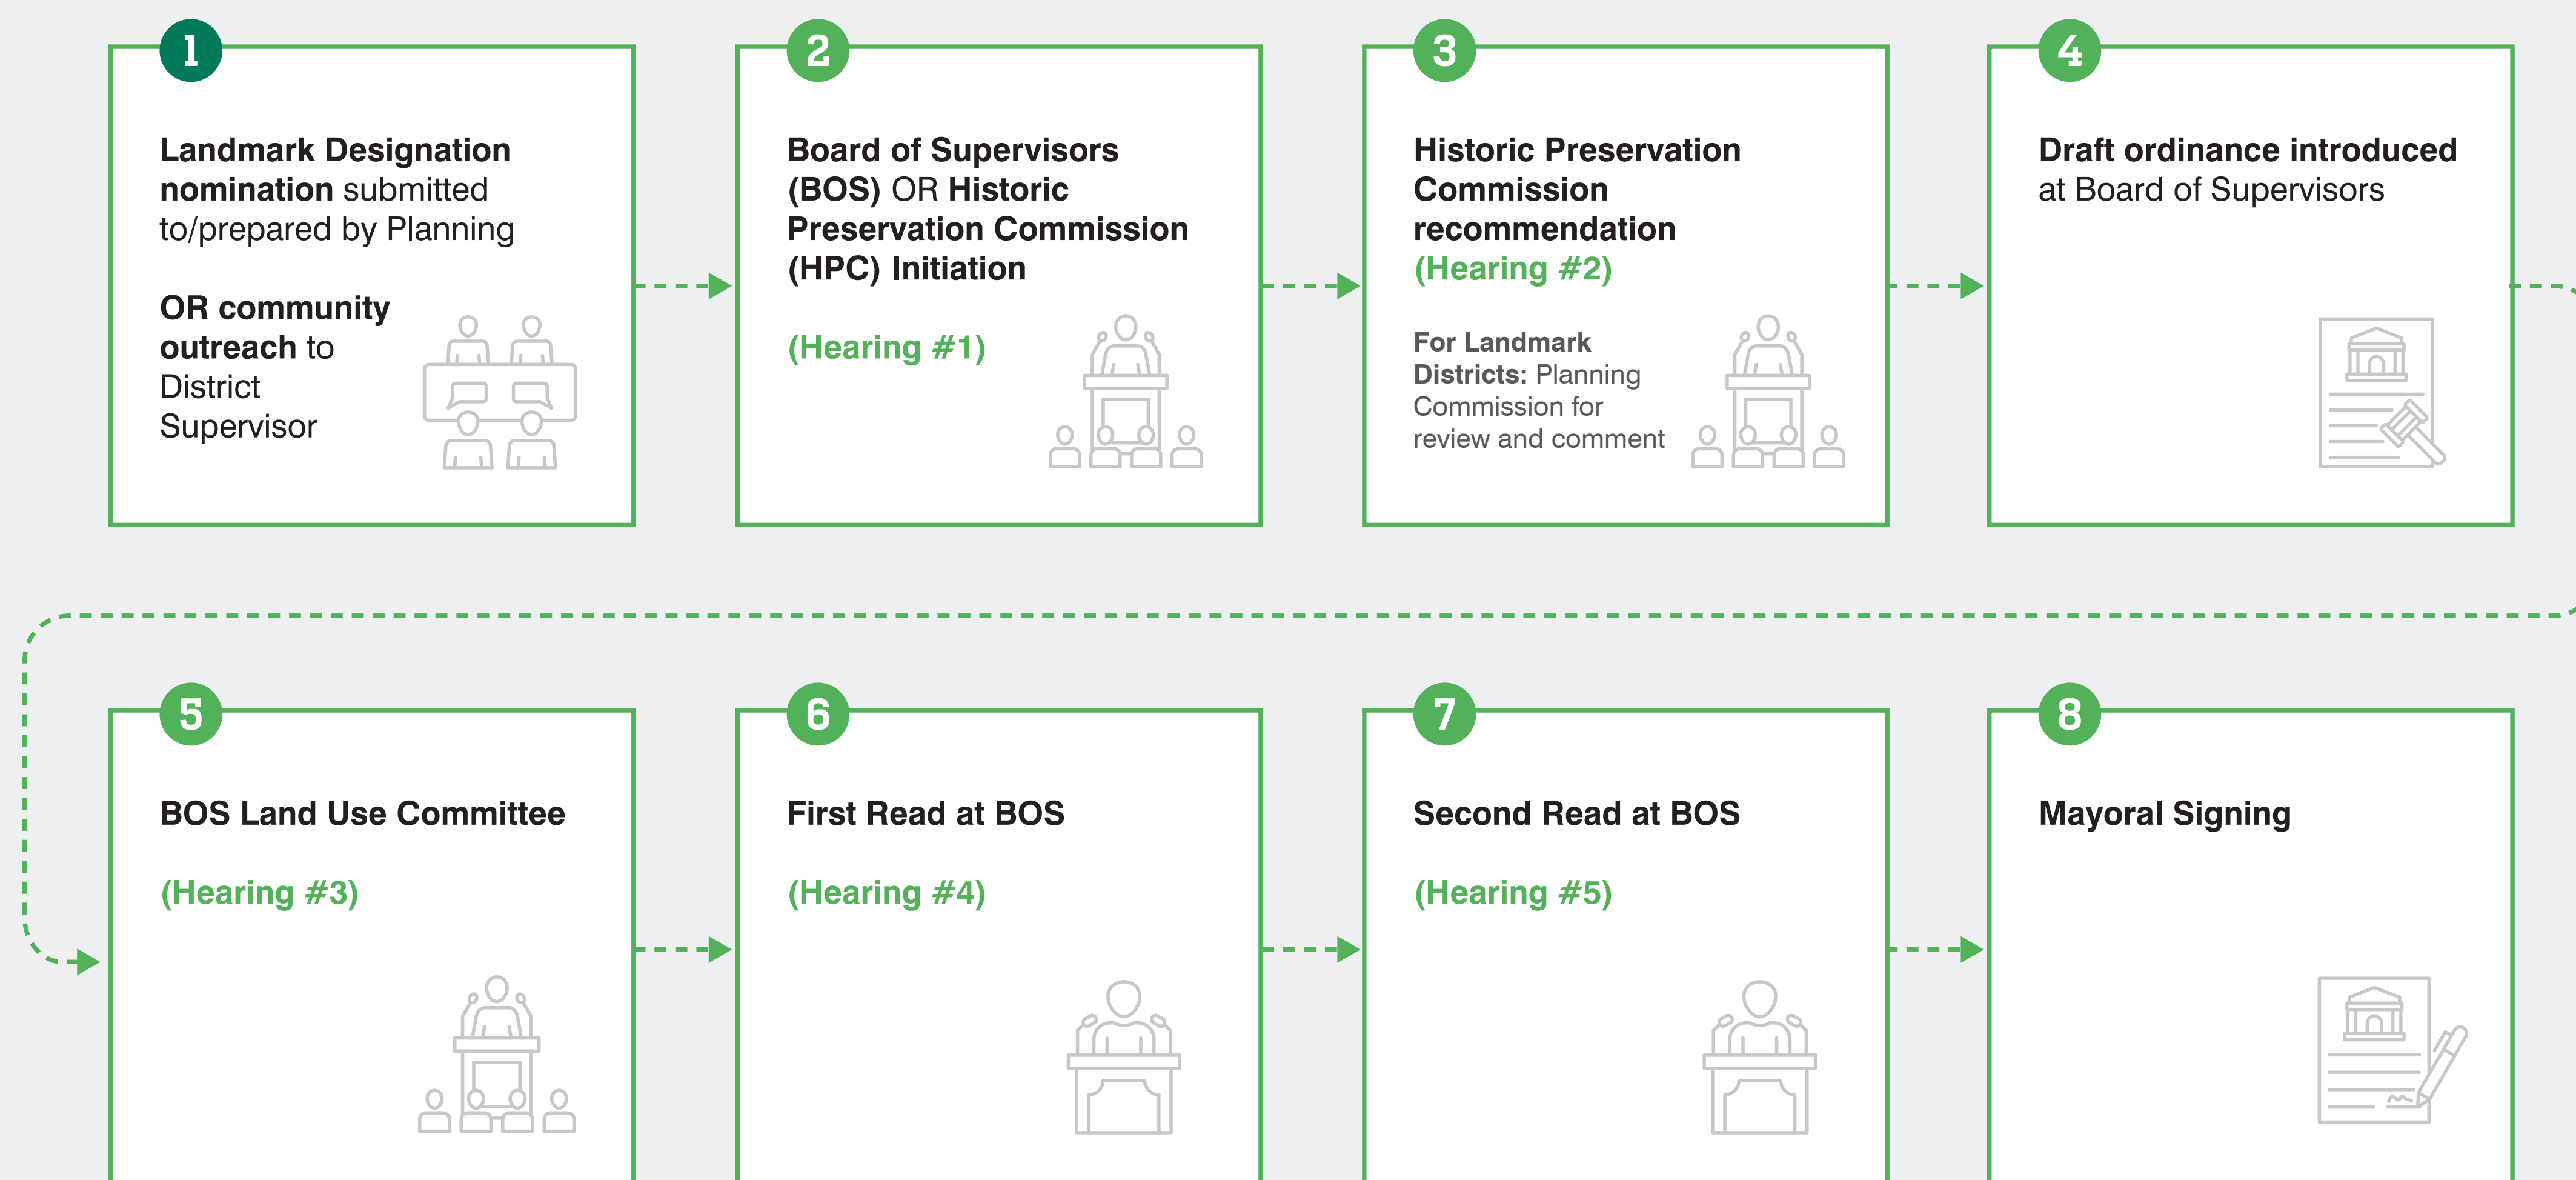 1
Landmark Designation
nomination submitted
to/prepared by Planning
OR community
outreach to
District
Supervisor
2
Board of Supervisors
(BOS) OR Historic
Preservation Commission
(HPC) Initiation
(Hearing #1)
3
Historic Preservation
Commission
recommendation
(Hearing #2)
For Landmark
Districts: Planning
Commission for
review and comment
4
Draft ordinance introduced
at Board of Supervisors
5
BOS Land Use Committee
(Hearing #3)
6
First Read at BOS
(Hearing #4)
7
Second Read at BOS
(Hearing #5)
8
Mayoral Signing